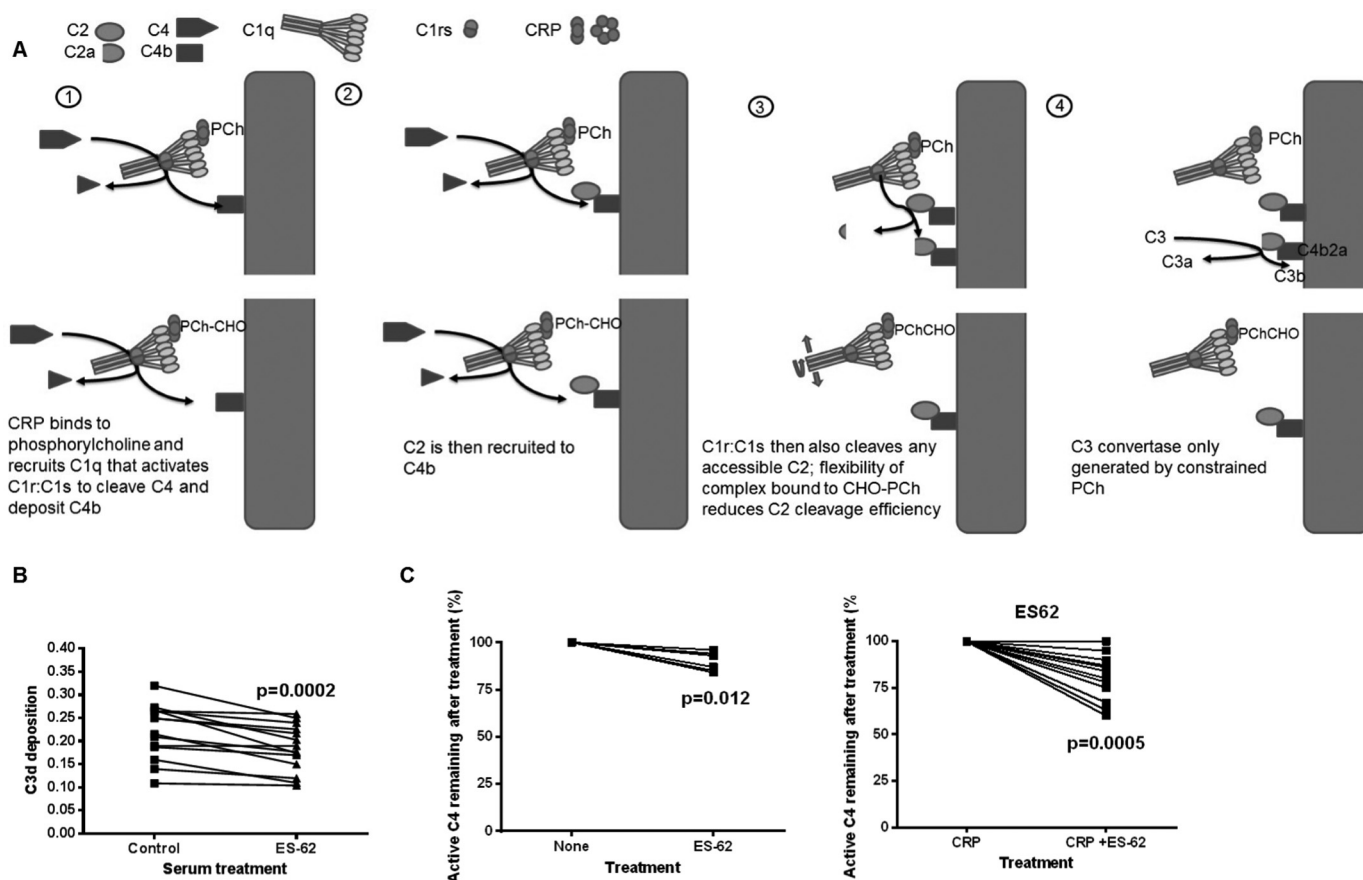 C2
C4
C1q
C1rs
CRP
C2a
C4b
A
1
2
3
4
PCh
PCh
PCh
PCh
C3
C3a
C4b2a
C3b
PCh-CHO
PCh-CHO
PChCHO
PChCHO
CRP binds to
phosphorylcholine and
recruits C1q that activates
C1r:C1s to cleave C4 and
deposit C4b
C2 is then recruited to
C4b
C1r:C1s then also cleaves any
accessible C2; flexibility of
complex bound to CHO-PCh
reduces C2 cleavage efficiency
C3 convertase only
generated by constrained
PCh
B
C3d deposition
0.40
0.35
0.30
0.25
0.20
0.15
0.10
0.05
0.00
p=0.0002
Control
ES-62
Serum treatment
C
Active C4 remaining after treatment (%)
100
75
50
25
0
p=0.012
None
ES-62
Treatment
ES62
Active C4 remaining after treatment (%
100
75
50
25
0
p=0.0005
CRP
CRP +ES-62
Treatment